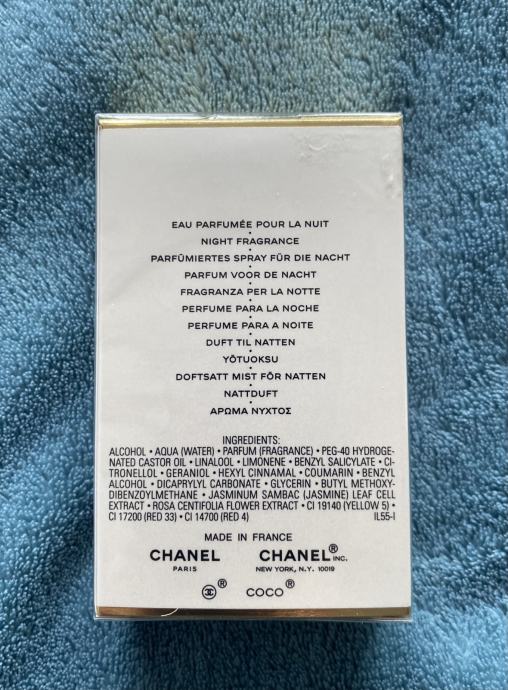 EAU PARFUMÉE POUR LA NUIT
•
NIGHT FRAGRANCE
•
PARFÜMIERTES SPRAY FÜR DIE NACHT
•
PARFUM VOOR DE NACHT
•
FRAGRANZA PER LA NOTTE
•
PERFUME PARA LA NOCHE
•
PERFUME PARA A NOITE
•
DUFT TIL NATTEN
•
YÖTUOKSU
•
DOFTSATT MIST FÖR NATTEN
•
NATTDUFT
•
ΑΡΩΜΑ ΝΥΧΤΟΣ
INGREDIENTS:
ALCOHOL • AQUA (WATER) • PARFUM (FRAGRANCE) • PEG-40 HYDROGE-
NATED CASTOR OIL • LINALOOL • LIMONENE • BENZYL SALICYLATE • CI-
TRONELLOL • GERANIOL • HEXYL CINNAMAL • COUMARIN • BENZYL
ALCOHOL • DICAPRYLYL CARBONATE • GLYCERIN • BUTYL METHOXY-
DIBENZOYLMETHANE • JASMINUM SAMBAC (JASMINE) LEAF CELL
EXTRACT • ROSA CENTIFOLIA FLOWER EXTRACT • CI 19140 (YELLOW 5) •
CI 17200 (RED 33) • CI 14700 (RED 4) IL55-I
MADE IN FRANCE
CHANEL CHANEL® INC.
PARIS NEW YORK, N.Y. 10019
® COCO®